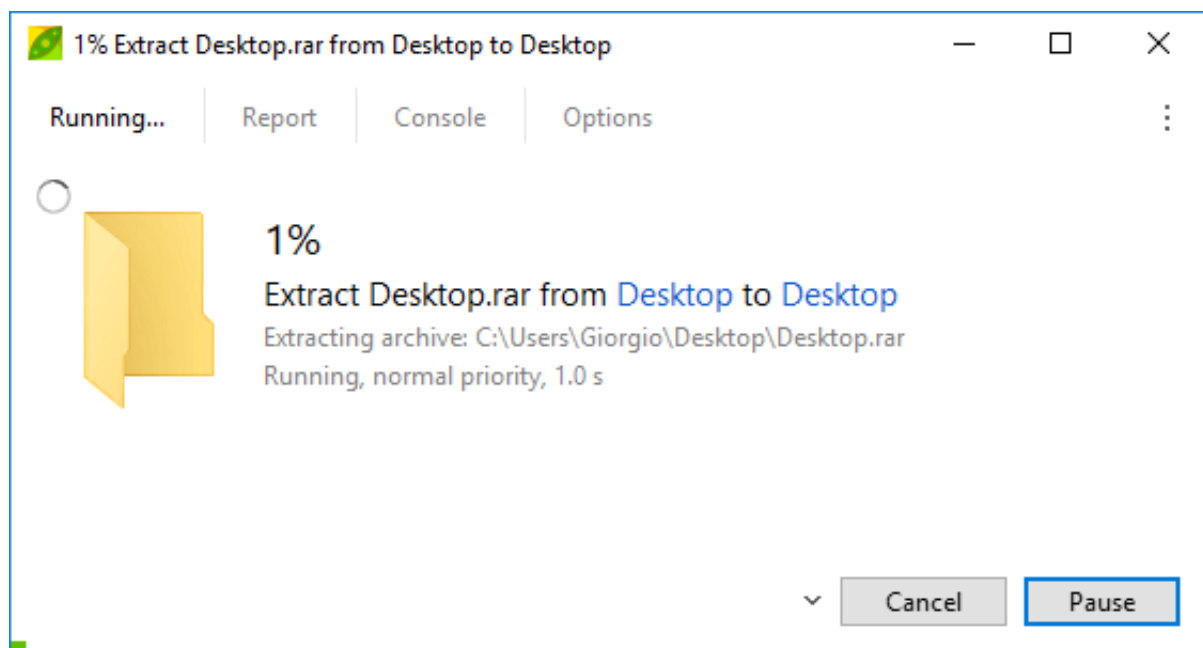 1% Extract Desktop.rar from Desktop to Desktop
Running... Report Console Options
1%
Extract Desktop.rar from Desktop to Desktop
Extracting archive: C:\Users\Giorgio\Desktop\Desktop.rar
Running, normal priority, 1.0 s
Cancel Pause